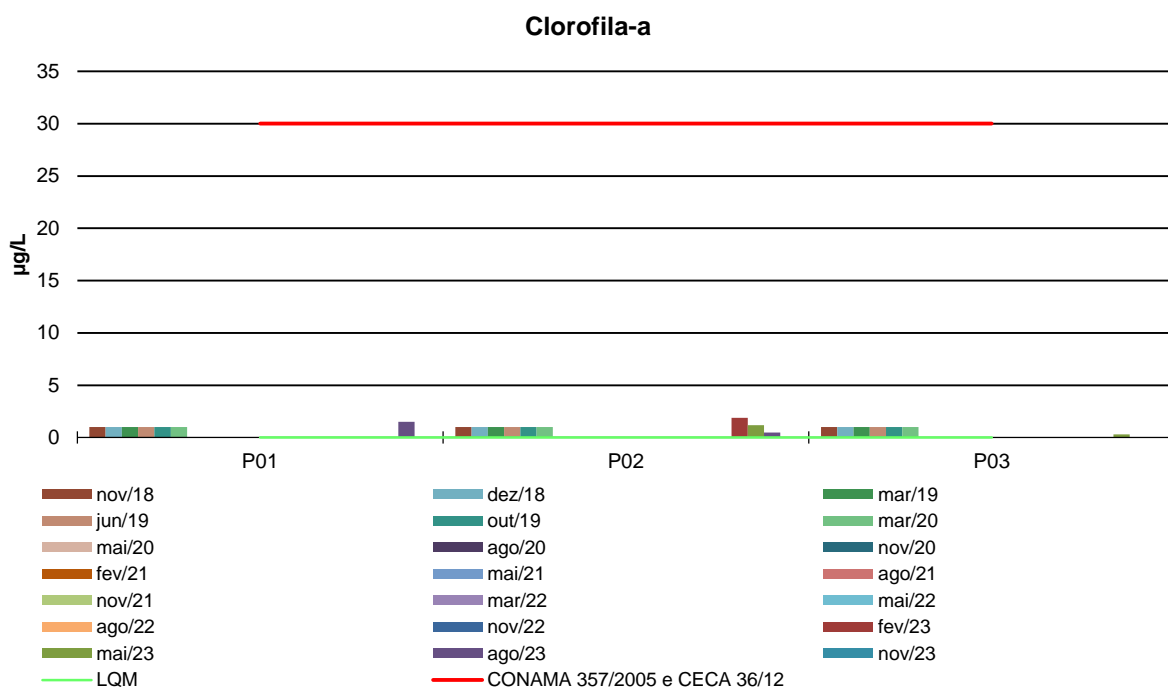 Clorofila-a
35
30
25
20
15
10
5
0
µg/L
P01 P02 P03
nov/18 dez/18 mar/19
jun/19 out/19 mar/20
mai/20 ago/20 nov/20
fev/21 mai/21 ago/21
nov/21 mar/22 mai/22
ago/22 nov/22 fev/23
mai/23 ago/23 nov/23
LQM CONAMA 357/2005 e CECA 36/12